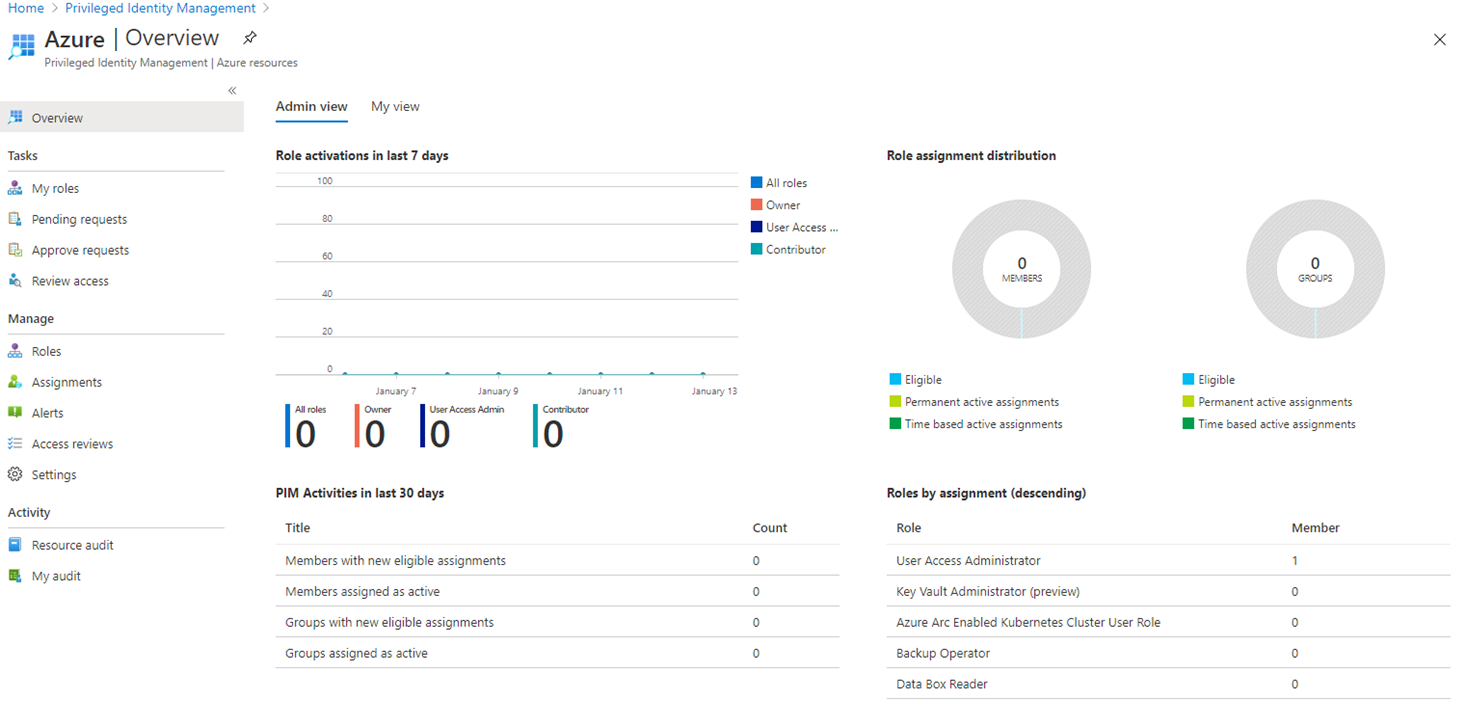 Home > Privileged Identity Management >
Azure | Overview
Privileged Identity Management | Azure resources
«
Overview
Tasks
My roles
Pending requests
Approve requests
Review access
Manage
Roles
Assignments
Alerts
Access reviews
Settings
Activity
Resource audit
My audit
Admin view My view
Role activations in last 7 days
100
80
60
40
20
0
January 7 January 9 January 11 January 13
All roles
Owner
User Access ...
Contributor
All roles Owner User Access Admin Contributor
0 0 0 0
Role assignment distribution
0
MEMBERS
Eligible
Permanent active assignments
Time based active assignments
0
GROUPS
Eligible
Permanent active assignments
Time based active assignments
PIM Activities in last 30 days
Title Count
Members with new eligible assignments 0
Members assigned as active 0
Groups with new eligible assignments 0
Groups assigned as active 0
Roles by assignment (descending)
Role Member
User Access Administrator 1
Key Vault Administrator (preview) 0
Azure Arc Enabled Kubernetes Cluster User Role 0
Backup Operator 0
Data Box Reader 0